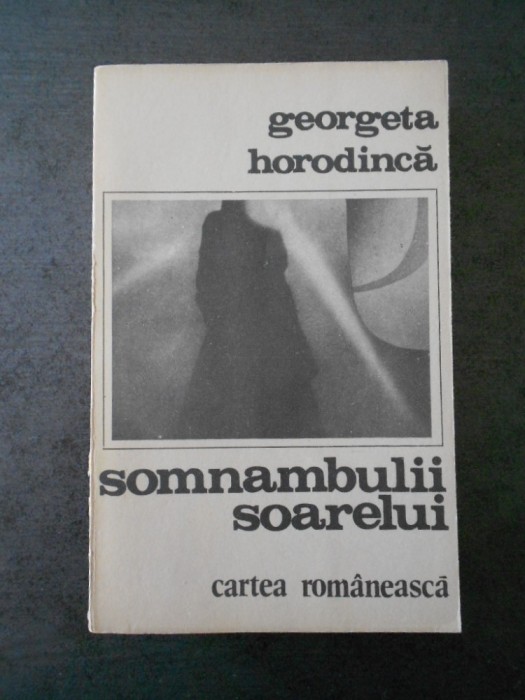 georgeta
horodincă
somnambulii
soarelui
cartea românească